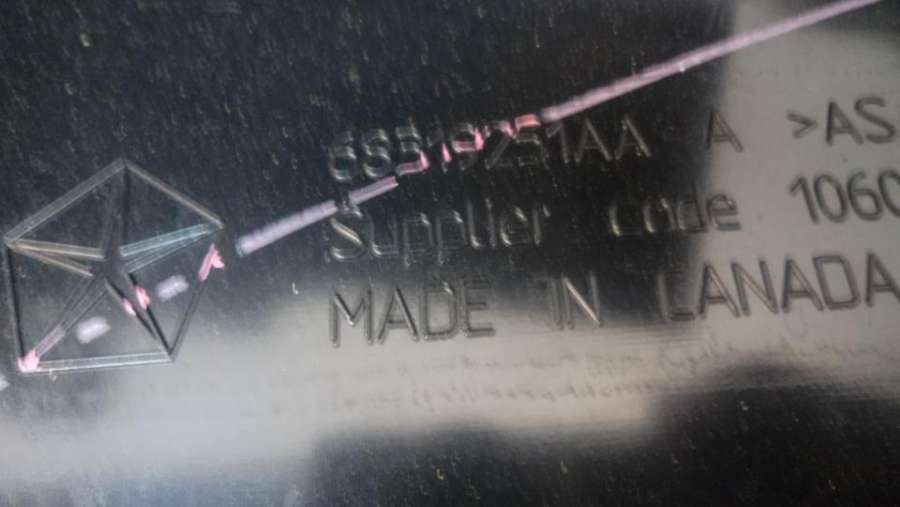 68519251AA A >AS
Supplier code 1060
MADE IN CANADA